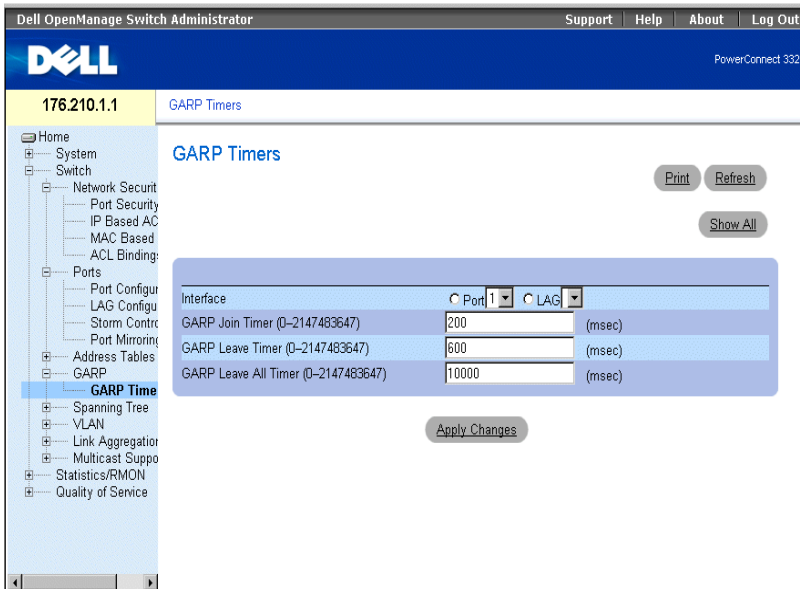 Dell OpenManage Switch Administrator
Support Help About Log Out
DELL
PowerConnect 332
176.210.1.1
GARP Timers
Home
System
Switch
Network Securit
Port Security
IP Based AC
MAC Based
ACL Binding
Ports
Port Configur
LAG Configu
Storm Contro
Port Mirroring
Address Tables
GARP
GARP Time
Spanning Tree
VLAN
Link Aggregation
Multicast Suppo
Statistics/RMON
Quality of Service
GARP Timers
Print
Refresh
Show All
Interface Port 1 LAG
GARP Join Timer (0–2147483647) 200 (msec)
GARP Leave Timer (0–2147483647) 600 (msec)
GARP Leave All Timer (0–2147483647) 10000 (msec)
Apply Changes